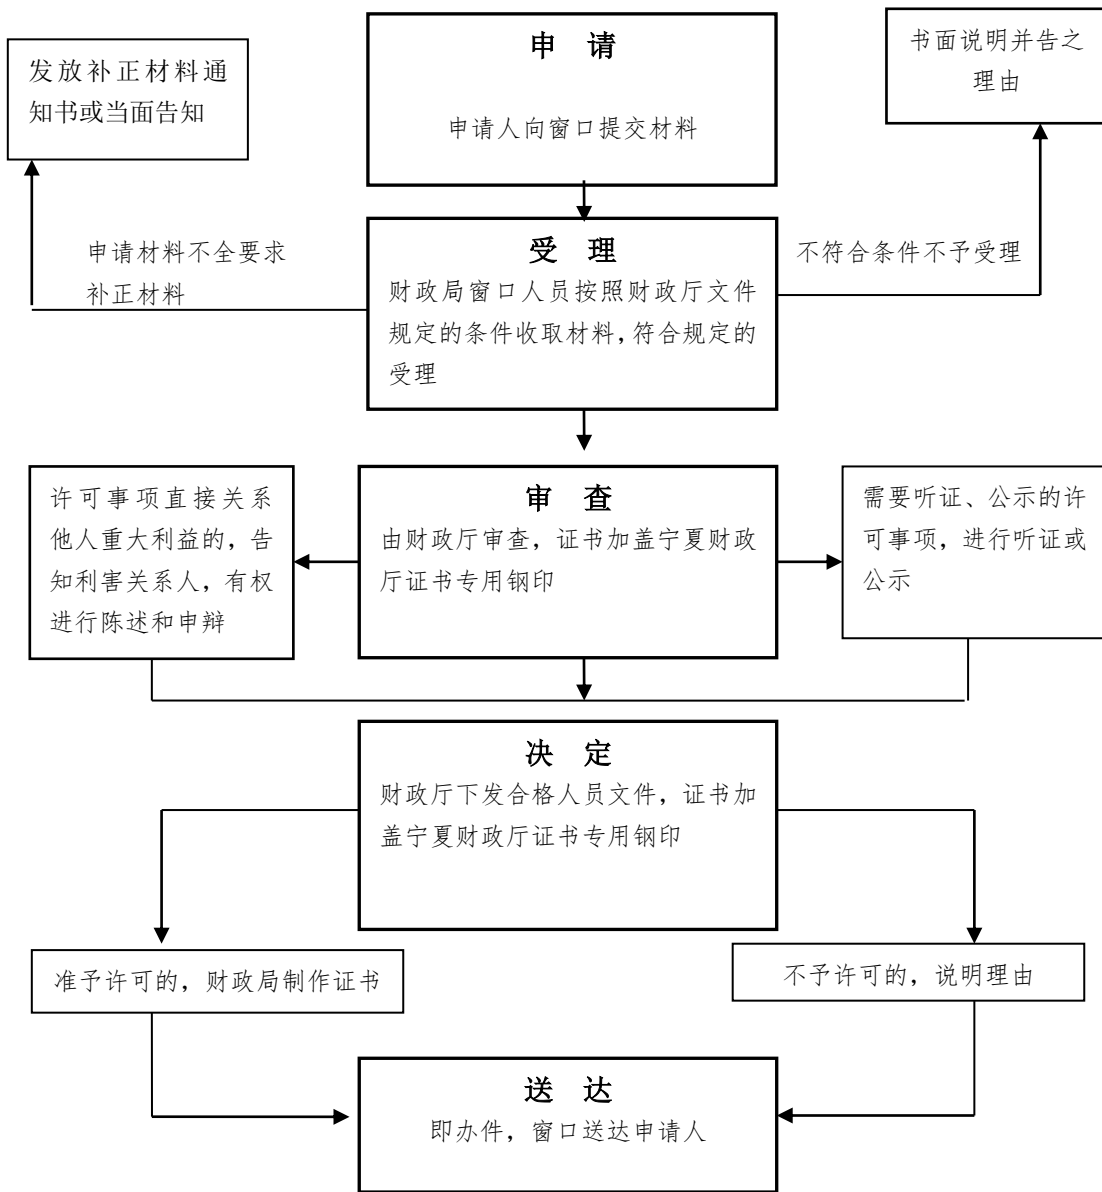 申 请
申请人向窗口提交材料
发放补正材料通
知书或当面告知
书面说明并告之
理由
申请材料不全要求
补正材料
不符合条件不予受理
受 理
财政局窗口人员按照财政厅文件
规定的条件收取材料，符合规定的
受理
许可事项直接关系
他人重大利益的，告
知利害关系人，有权
进行陈述和申辩
审 查
由财政厅审查，证书加盖宁夏财政
厅证书专用钢印
需要听证、公示的许
可事项，进行听证或
公示
决 定
财政厅下发合格人员文件，证书加
盖宁夏财政厅证书专用钢印
准予许可的，财政局制作证书
不予许可的，说明理由
送 达
即办件，窗口送达申请人